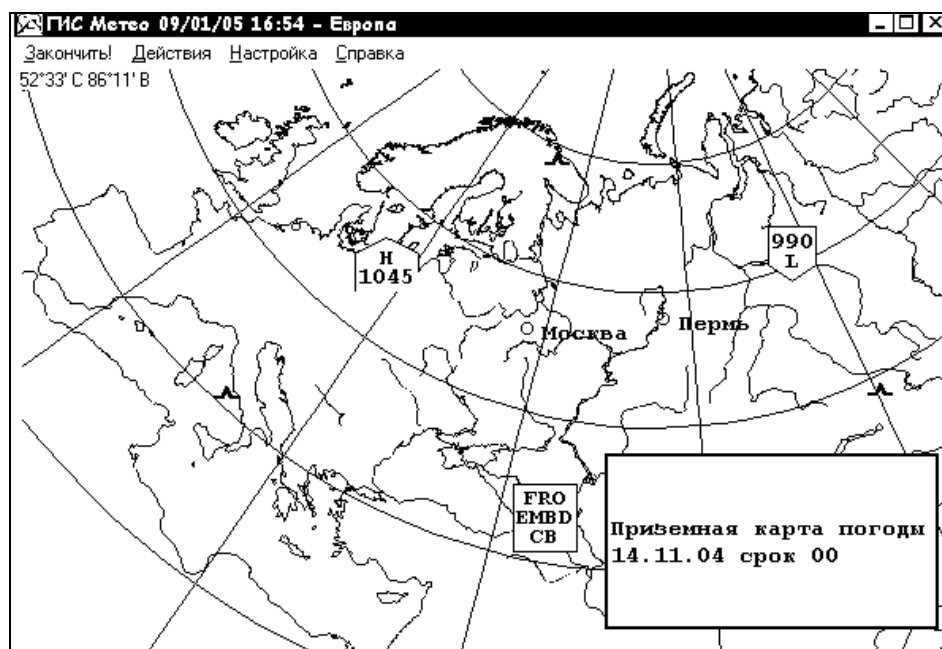 ГИС Метео 09/01/05 16:54 - Европа
Закончить! Действия Настройка Справка
52°33' С 86°11' В
990
L
H
1045
Москва
Пермь
FRO
EMBD
CB
Приземная карта погоды
14.11.04 срок 00